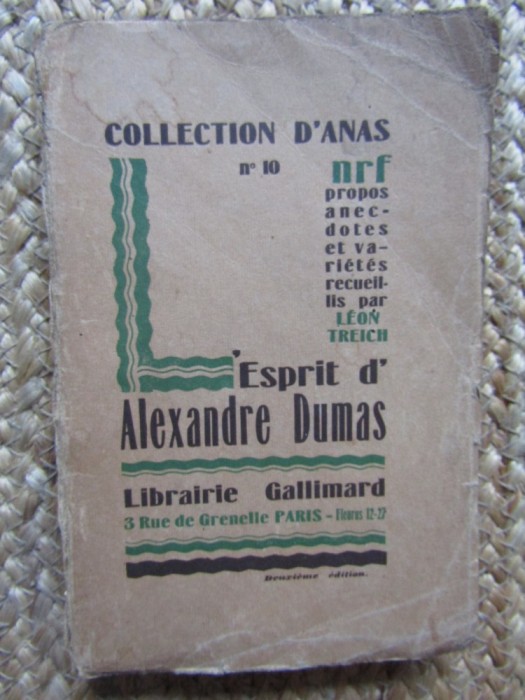 COLLECTION D'ANAS
n° 10
nrf
propos
anec-
dotes
et va-
riétés
recueil-
lis par
LÉON
TREICH
L'Esprit d'
Alexandre Dumas
Librairie Gallimard
3 Rue de Grenelle PARIS - Fleurus 12-27
Deuxième édition.